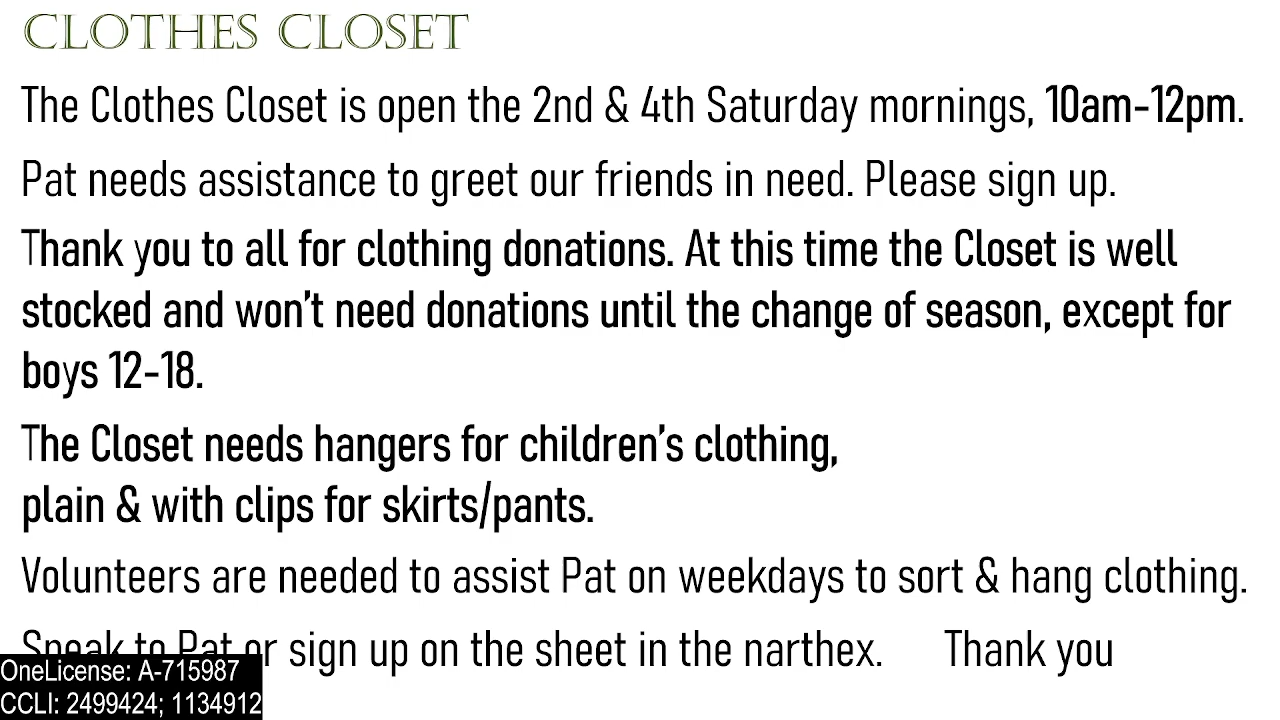 CLOTHES CLOSET
The Clothes Closet is open the 2nd & 4th Saturday mornings, 10am-12pm.
Pat needs assistance to greet our friends in need. Please sign up.
Thank you to all for clothing donations. At this time the Closet is well
stocked and won’t need donations until the change of season, except for
boys 12-18.
The Closet needs hangers for children’s clothing,
plain & with clips for skirts/pants.
Volunteers are needed to assist Pat on weekdays to sort & hang clothing.
Speak to Pat or sign up on the sheet in the narthex. Thank you
OneLicense: A-715987
CCLI: 2499424; 1134912